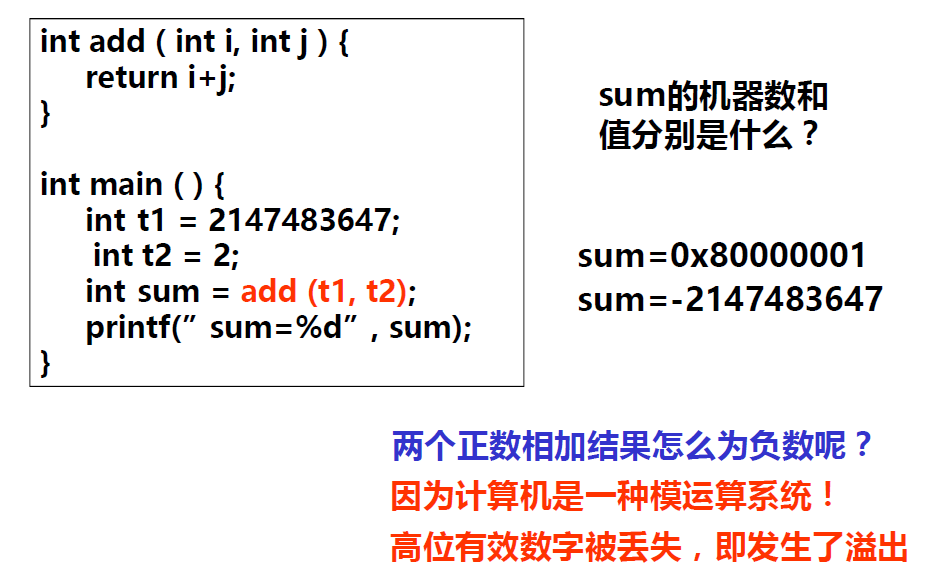 int add ( int i, int j ) {
return i+j;
}
int main ( ) {
int t1 = 2147483647;
int t2 = 2;
int sum = add (t1, t2);
printf(” sum=%d” , sum);
}
sum的机器数和
值分别是什么？
sum=0x80000001
sum=-2147483647
两个正数相加结果怎么为负数呢？
因为计算机是一种模运算系统！
高位有效数字被丢失，即发生了溢出